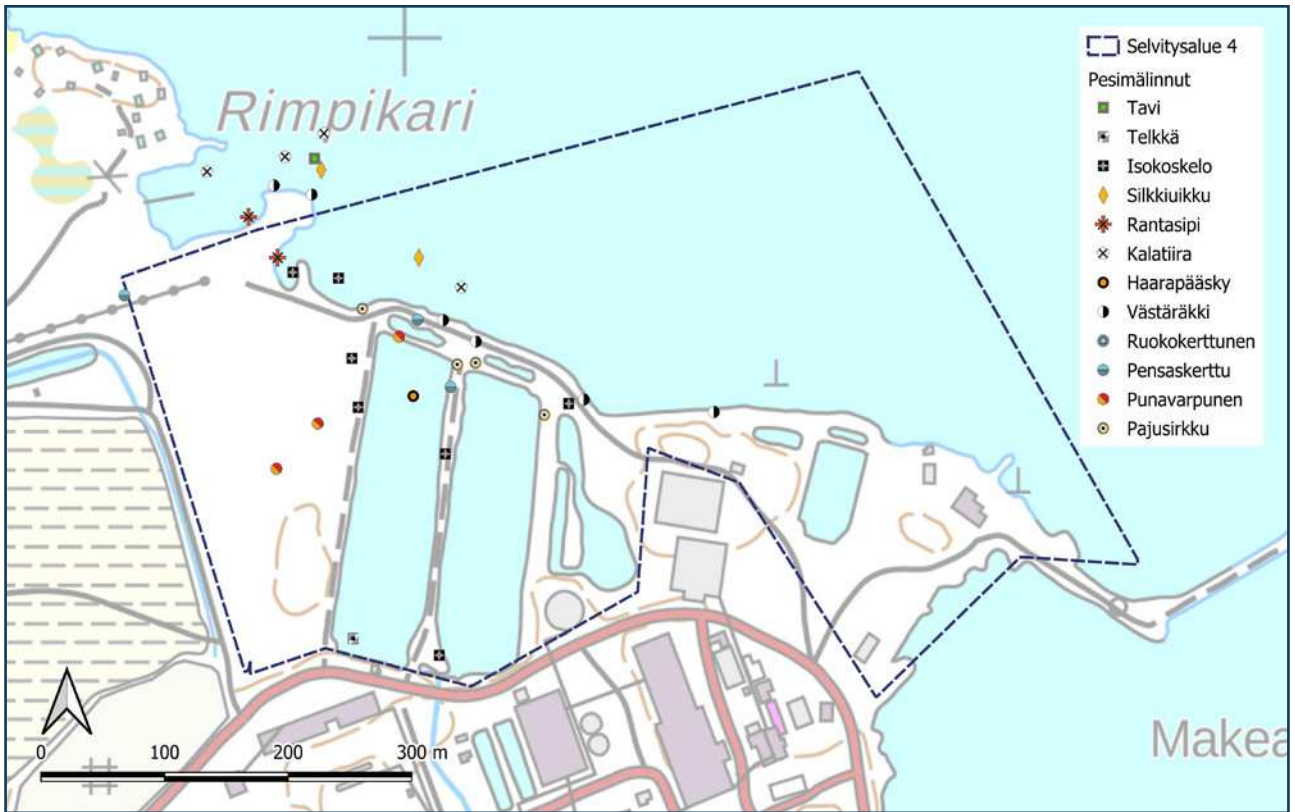 Rimpikari
Selvitysalue 4
Pesimälinnut
Tavi
Telkkä
Isokoskelo
Silkkiuikku
Rantasipi
Kalatiira
Haarapääsky
Västäräkki
Ruokokerttunen
Pensaskerttu
Punavarpunen
Pajusirkku
0 100 200 300 m
Makea